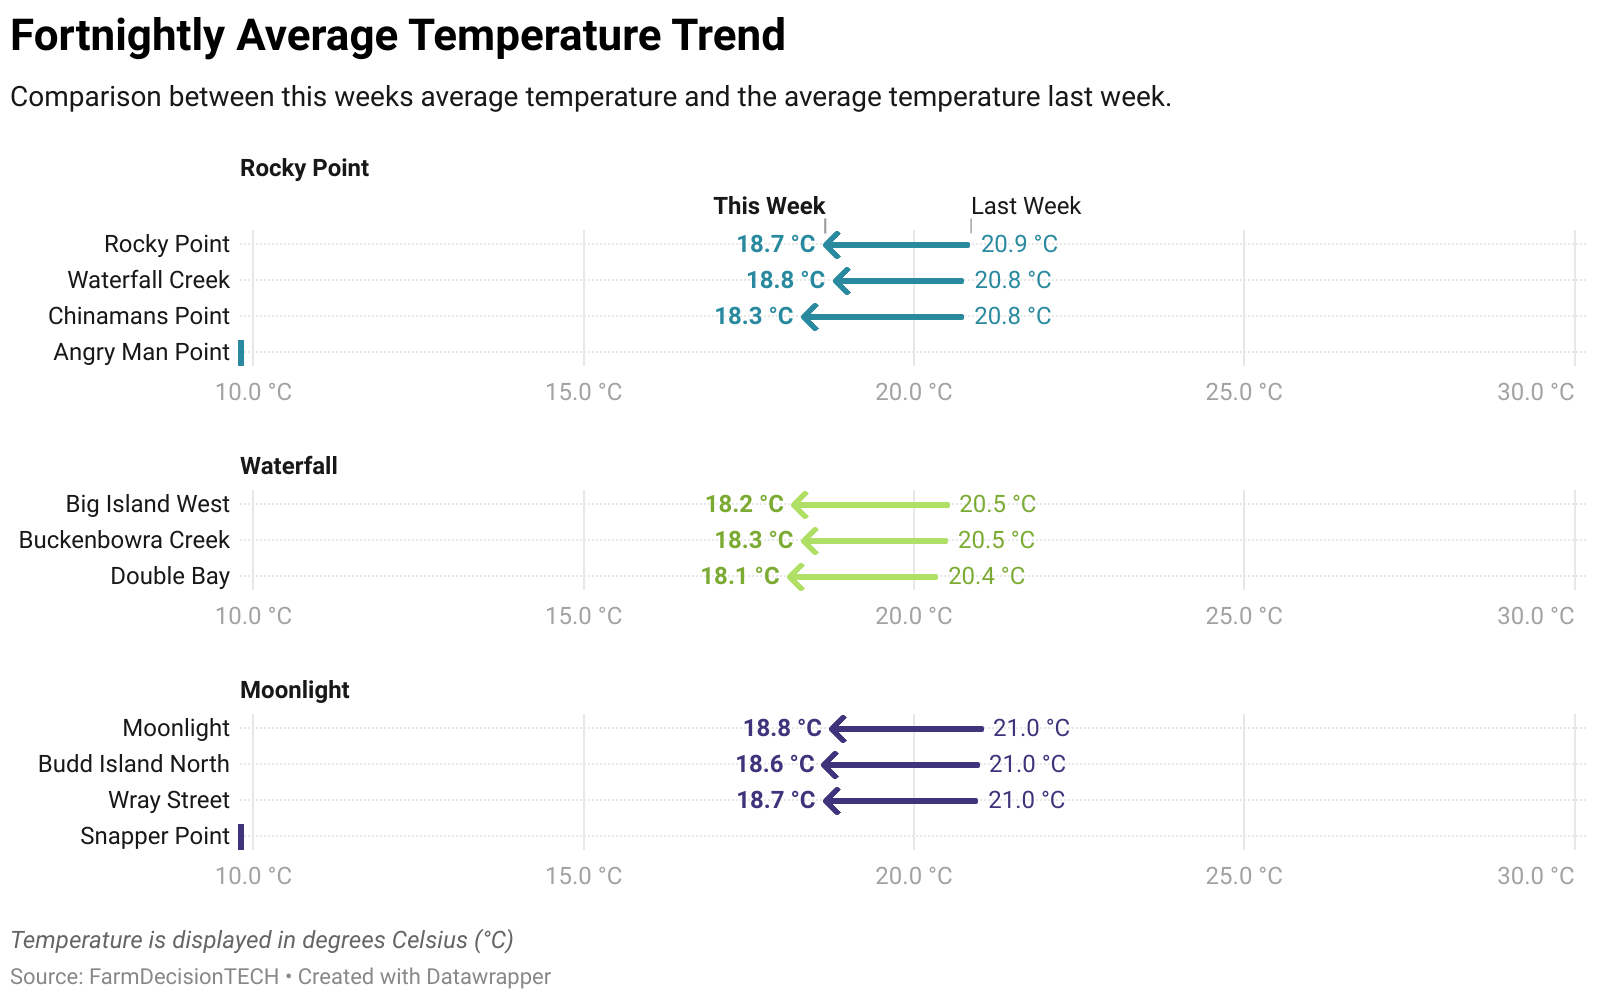 Fortnightly Average Temperature Trend
Comparison between this weeks average temperature and the average temperature last week.
Rocky Point
This Week Last Week
Rocky Point 18.7 °C 20.9 °C
Waterfall Creek 18.8 °C 20.8 °C
Chinamans Point 18.3 °C 20.8 °C
Angry Man Point
10.0 °C 15.0 °C 20.0 °C 25.0 °C 30.0 °C
Waterfall
Big Island West 18.2 °C 20.5 °C
Buckenbowra Creek 18.3 °C 20.5 °C
Double Bay 18.1 °C 20.4 °C
10.0 °C 15.0 °C 20.0 °C 25.0 °C 30.0 °C
Moonlight
Moonlight 18.8 °C 21.0 °C
Budd Island North 18.6 °C 21.0 °C
Wray Street 18.7 °C 21.0 °C
Snapper Point
10.0 °C 15.0 °C 20.0 °C 25.0 °C 30.0 °C
Temperature is displayed in degrees Celsius (°C)
Source: FarmDecisionTECH • Created with Datawrapper